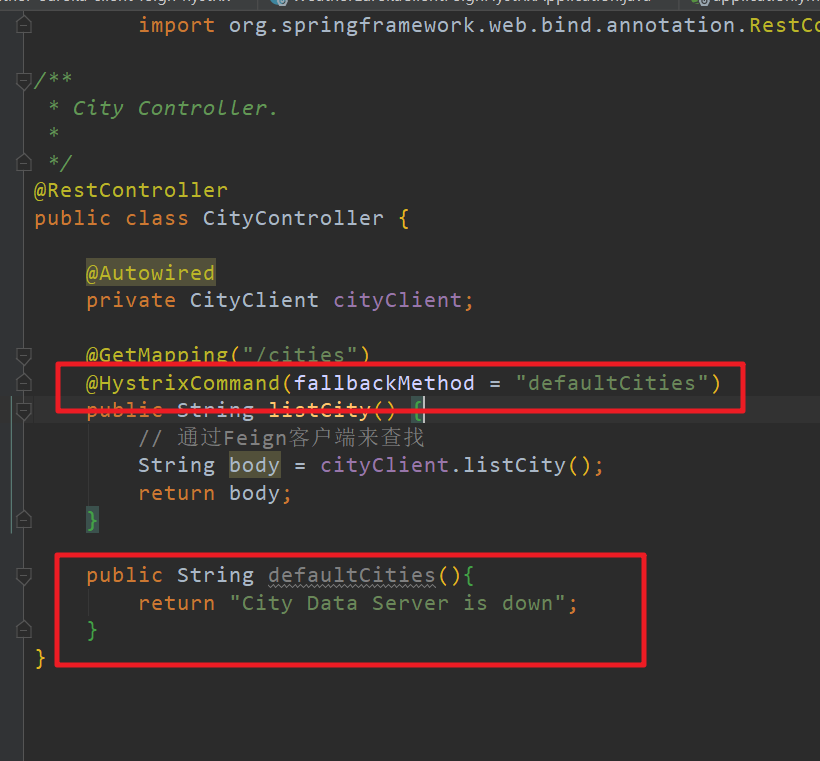 import org.springframework.web.bind.annotation.RestCo
/**
* City Controller.
*
*/
@RestController
public class CityController {
@Autowired
private CityClient cityClient;
@GetMapping("/cities")
@HystrixCommand(fallbackMethod = "defaultCities")
public String listCity() {
// 通过Feign客户端来查找
String body = cityClient.listCity();
return body;
}
public String defaultCities(){
return "City Data Server is down";
}
}